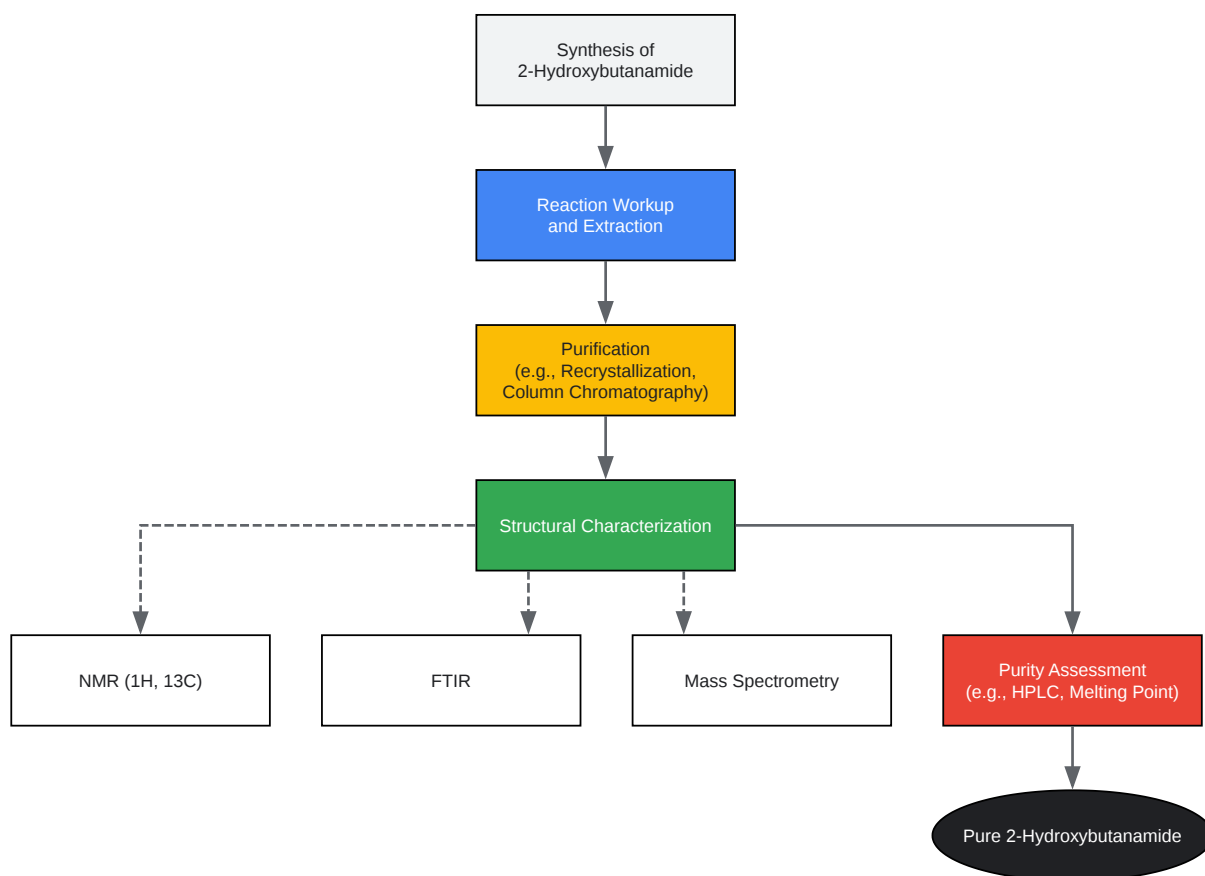 Synthesis of
2-Hydroxybutanamide
Reaction Workup
and Extraction
Purification
(e.g., Recrystallization,
Column Chromatography)
Structural Characterization
NMR (1H, 13C)
FTIR
Mass Spectrometry
Purity Assessment
(e.g., HPLC, Melting Point)
Pure 2-Hydroxybutanamide